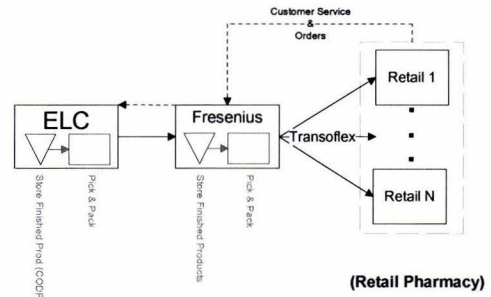 Customer Service
&
Orders
Retail 1
ELC
Fresenius
Transoflex
Retail N
Store Finished Prod (CODP
Pick & Pack
Store Finished Products
Pick & Pack
(Retail Pharmacy)